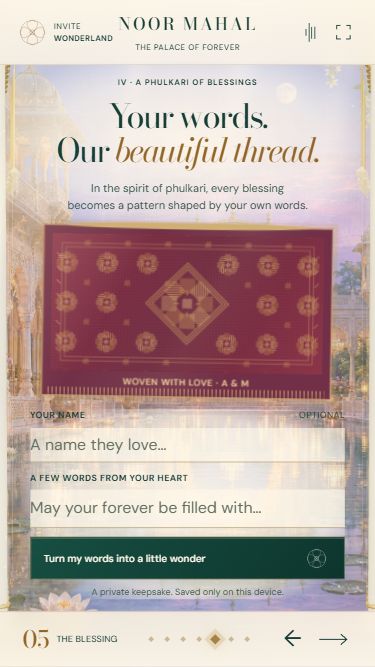 INVITE
WONDERLAND
NOOR MAHAL
THE PALACE OF FOREVER
IV · A PHULKARI OF BLESSINGS
Your words.
Our beautiful thread.
In the spirit of phulkari, every blessing
becomes a pattern shaped by your own words.
WOVEN WITH LOVE · A & M
YOUR NAME
OPTIONAL
A name they love...
A FEW WORDS FROM YOUR HEART
May your forever be filled with...
Turn my words into a little wonder
A private keepsake. Saved only on this device.
05 THE BLESSING